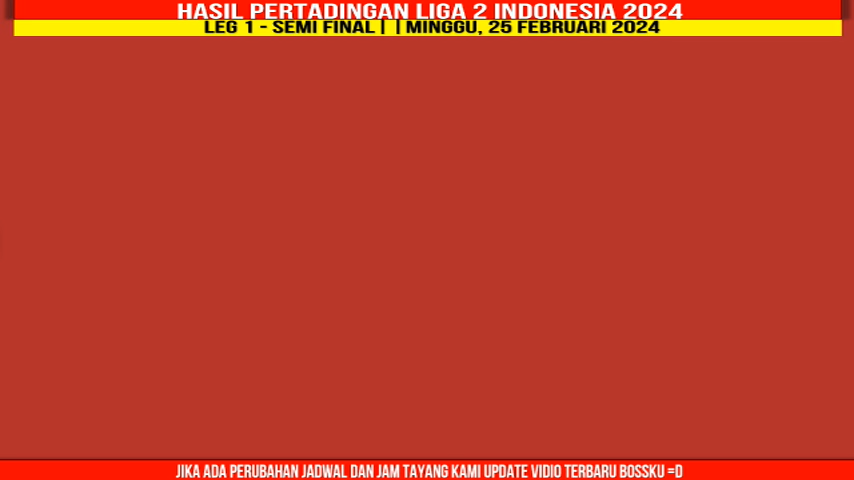 HASIL PERTADINGAN LIGA 2 INDONESIA 2024
LEG 1 - SEMI FINAL | | MINGGU, 25 FEBRUARI 2024
JIKA ADA PERUBAHAN JADWAL DAN JAM TAYANG KAMI UPDATE VIDIO TERBARU BOSSKU =D